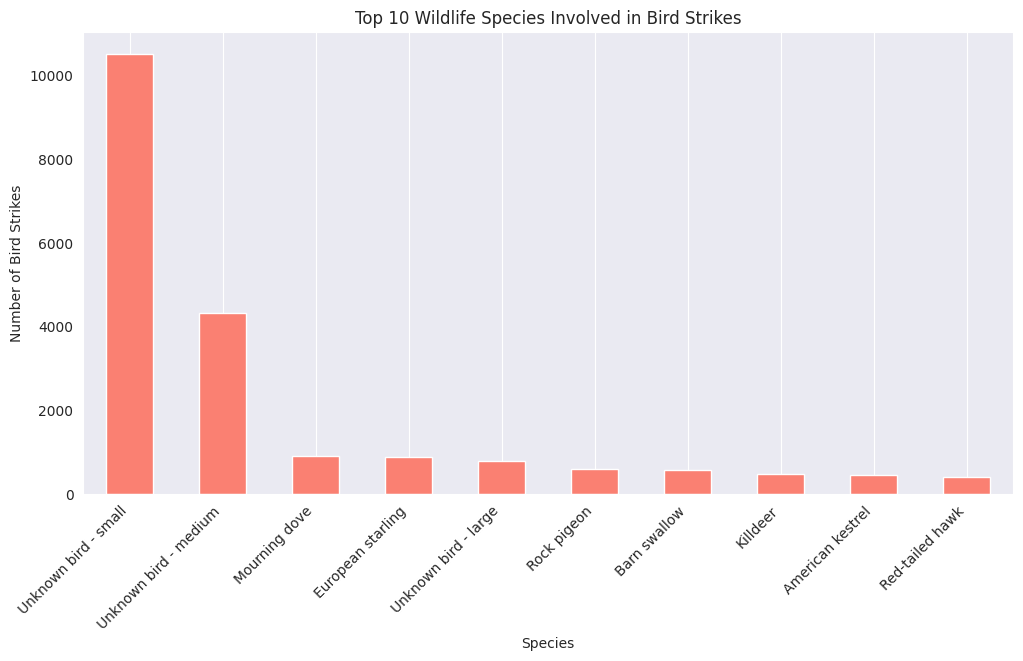 Top 10 Wildlife Species Involved in Bird Strikes
Number of Bird Strikes
10000
8000
6000
4000
2000
0
Unknown bird - small
Unknown bird - medium
Mourning dove
European starling
Unknown bird - large
Rock pigeon
Barn swallow
Killdeer
American kestrel
Red-tailed hawk
Species